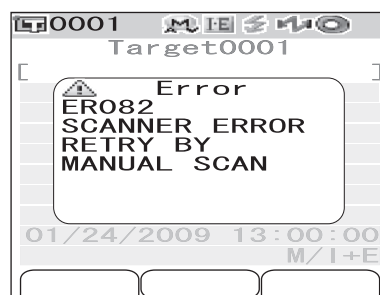 0001 M I·E
Target0001
[ ]
Error
ER082
SCANNER ERROR
RETRY BY
MANUAL SCAN
01/24/2009 13:00:00
M/I+E